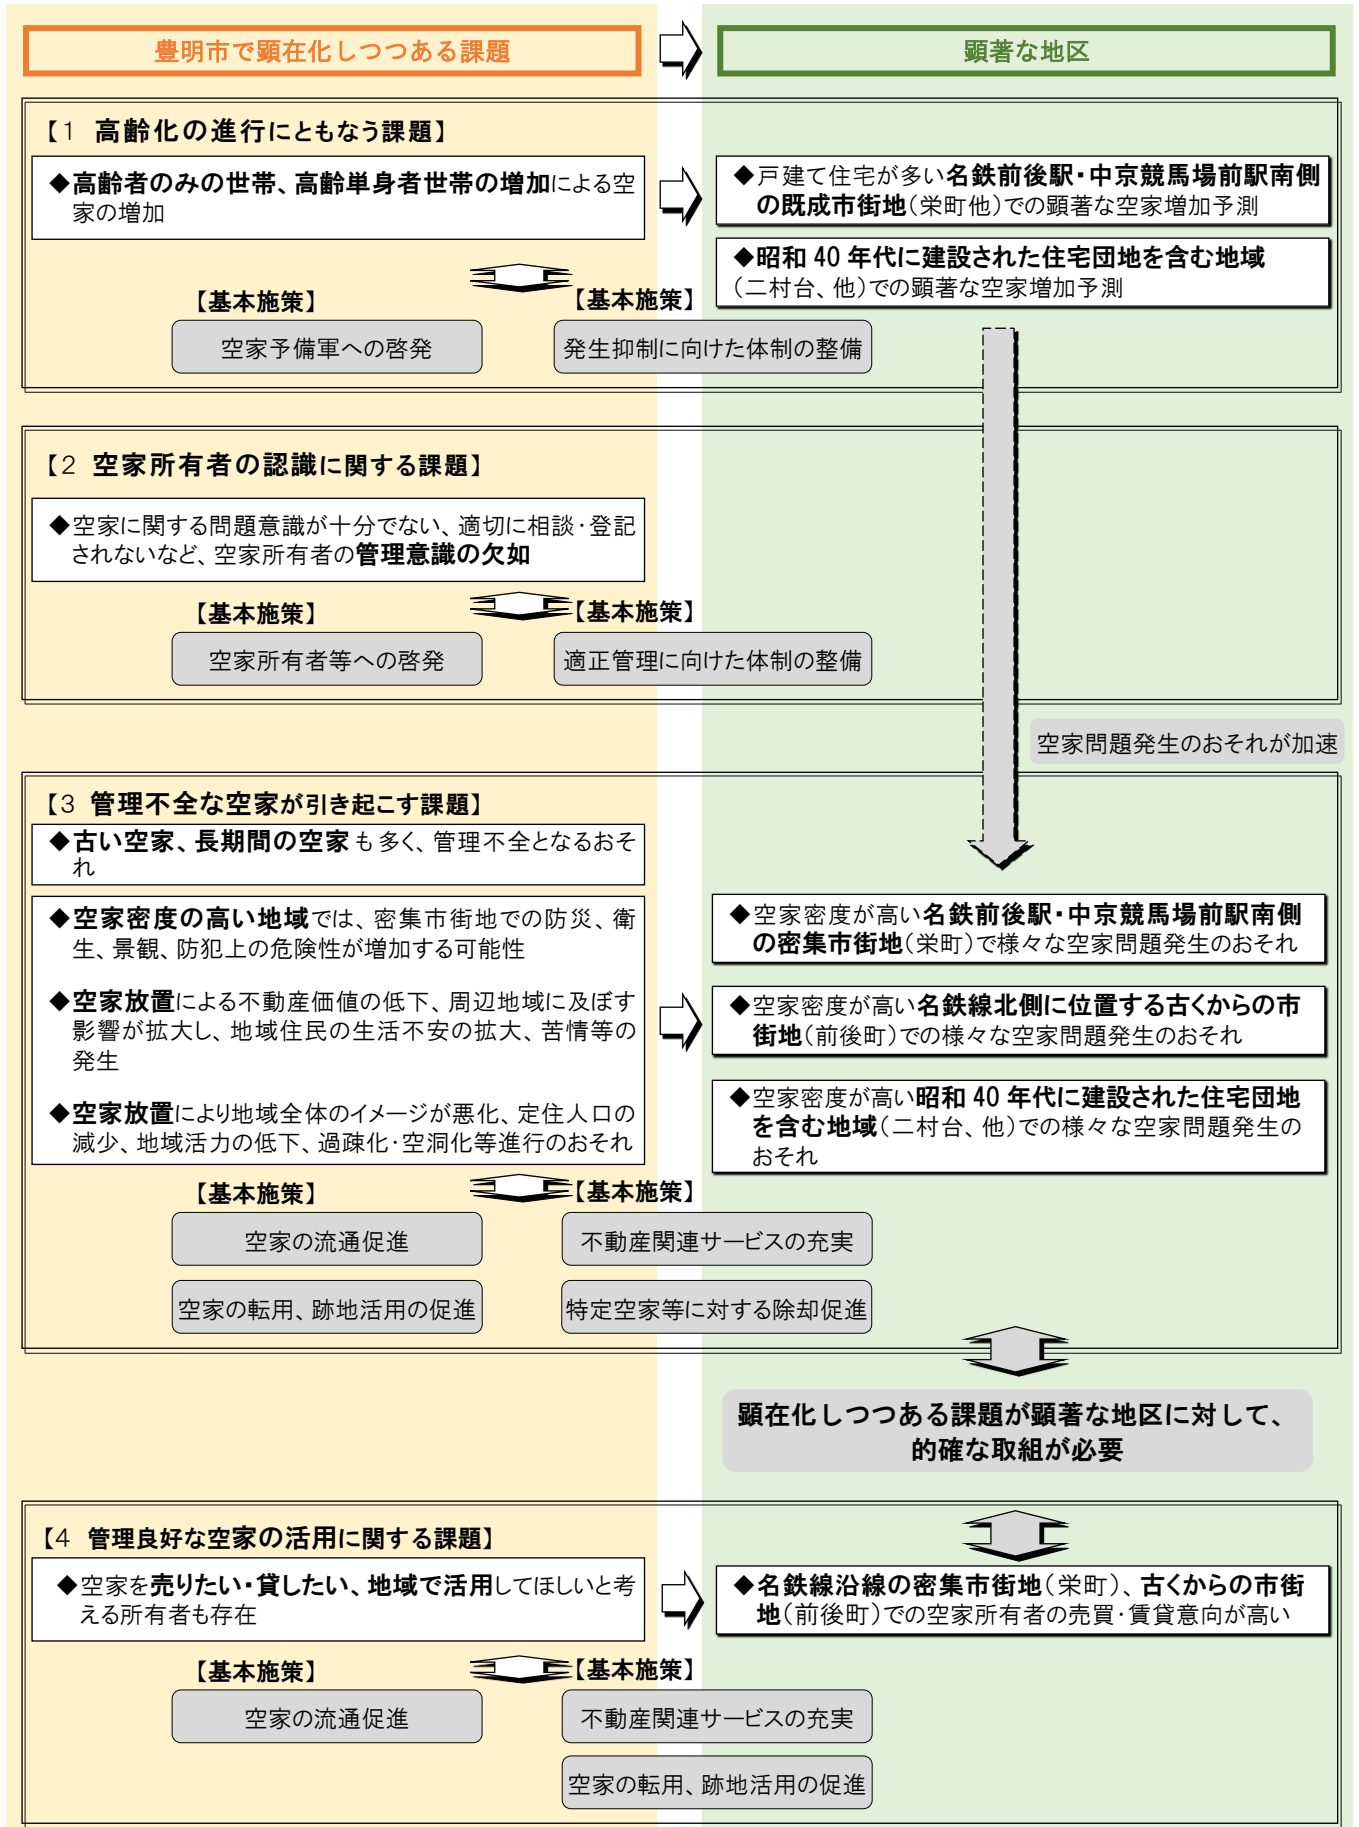 豊明市で顕在化しつつある課題
顕著な地区
【1 高齢化の進行にともなう課題】
◆高齢者のみの世帯、高齢単身者世帯の増加による空
家の増加
◆戸建て住宅が多い名鉄前後駅・中京競馬場前駅南側
の既成市街地（栄町他）での顕著な空家増加予測
◆昭和 40 年代に建設された住宅団地を含む地域
（二村台、他）での顕著な空家増加予測
【基本施策】
【基本施策】
空家予備軍への啓発
発生抑制に向けた体制の整備
【2 空家所有者の認識に関する課題】
◆空家に関する問題意識が十分でない、適切に相談・登記
されないなど、空家所有者の管理意識の欠如
【基本施策】
【基本施策】
空家所有者等への啓発
適正管理に向けた体制の整備
空家問題発生のおそれが加速
【3 管理不全な空家が引き起こす課題】
◆古い空家、長期間の空家も多く、管理不全となるおそ
れ
◆空家密度の高い地域では、密集市街地での防災、衛
生、景観、防犯上の危険性が増加する可能性
◆空家放置による不動産価値の低下、周辺地域に及ぼす
影響が拡大し、地域住民の生活不安の拡大、苦情等の
発生
◆空家放置により地域全体のイメージが悪化、定住人口の
減少、地域活力の低下、過疎化・空洞化等進行のおそれ
◆空家密度が高い名鉄前後駅・中京競馬場前駅南側
の密集市街地（栄町）で様々な空家問題発生のおそれ
◆空家密度が高い名鉄線北側に位置する古くからの市
街地（前後町）での様々な空家問題発生のおそれ
◆空家密度が高い昭和 40 年代に建設された住宅団地
を含む地域（二村台、他）での様々な空家問題発生の
おそれ
【基本施策】
【基本施策】
空家の流通促進
不動産関連サービスの充実
空家の転用、跡地活用の促進
特定空家等に対する除却促進
顕在化しつつある課題が顕著な地区に対して、
的確な取組が必要
【4 管理良好な空家の活用に関する課題】
◆空家を売りたい・貸したい、地域で活用してほしいと考
える所有者も存在
◆名鉄線沿線の密集市街地（栄町）、古くからの市街
地（前後町）での空家所有者の売買・賃貸意向が高い
【基本施策】
【基本施策】
空家の流通促進
不動産関連サービスの充実
空家の転用、跡地活用の促進